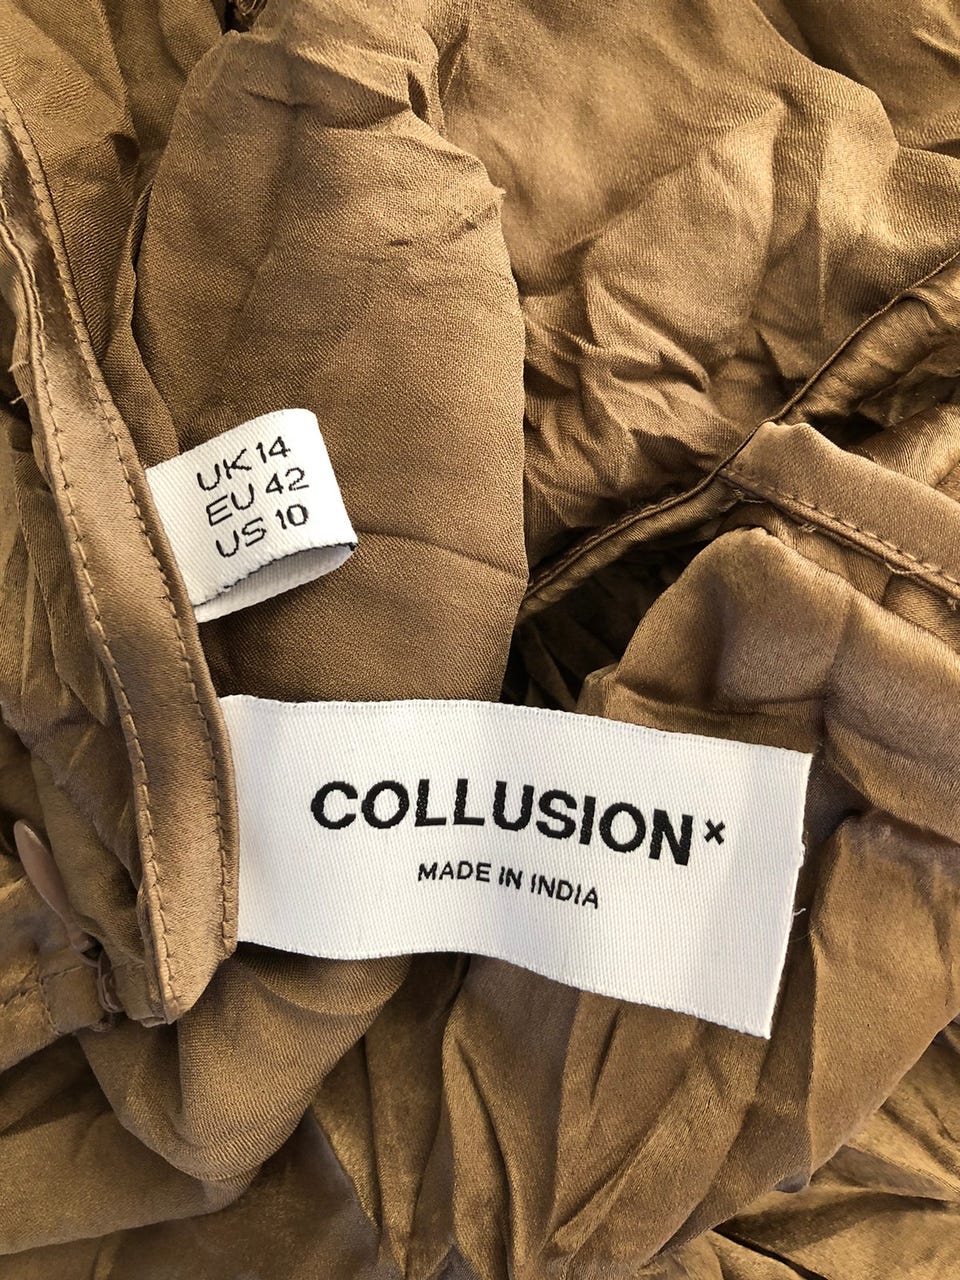 UK 14
EU 42
US 10
COLLUSION×
MADE IN INDIA